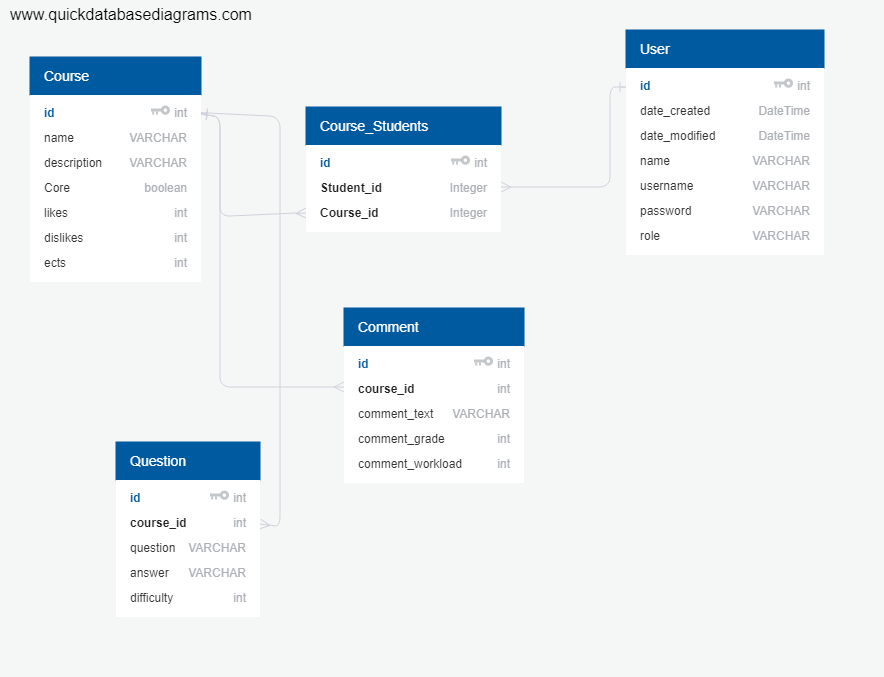 www.quickdatabasediagrams.com
Course
id int
name VARCHAR
description VARCHAR
Core boolean
likes int
dislikes int
ects int
Course_Students
id int
Student_id Integer
Course_id Integer
User
id int
date_created DateTime
date_modified DateTime
name VARCHAR
username VARCHAR
password VARCHAR
role VARCHAR
Comment
id int
course_id int
comment_text VARCHAR
comment_grade int
comment_workload int
Question
id int
course_id int
question VARCHAR
answer VARCHAR
difficulty int